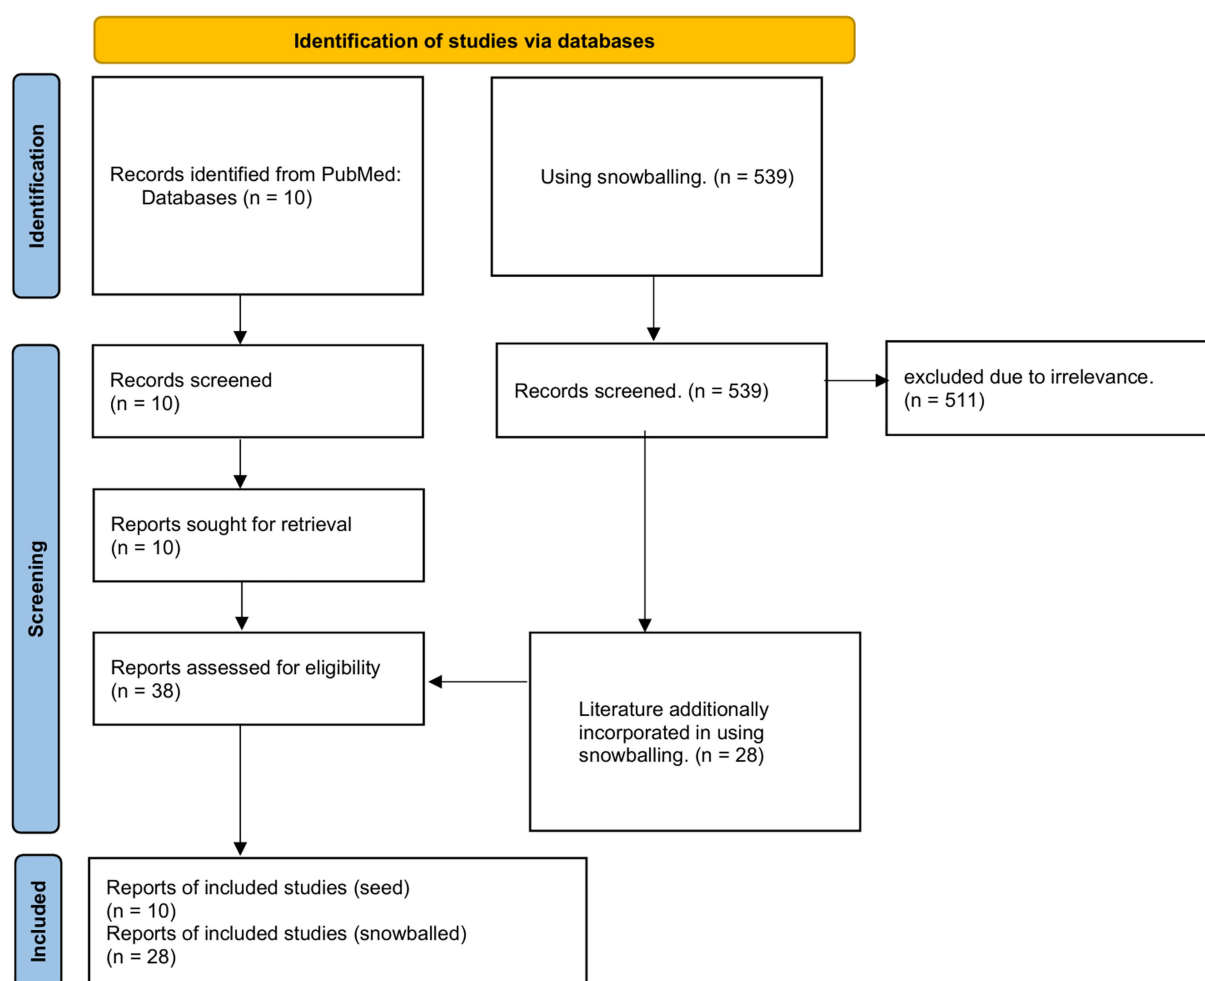 Identification of studies via databases
Identification
Records identified from PubMed:
Databases (n = 10)
Using snowballing. (n = 539)
Screening
Records screened
(n = 10)
Records screened. (n = 539)
excluded due to irrelevance.
(n = 511)
Reports sought for retrieval
(n = 10)
Reports assessed for eligibility
(n = 38)
Literature additionally
incorporated in using
snowballing. (n = 28)
Included
Reports of included studies (seed)
(n = 10)
Reports of included studies (snowballed)
(n = 28)